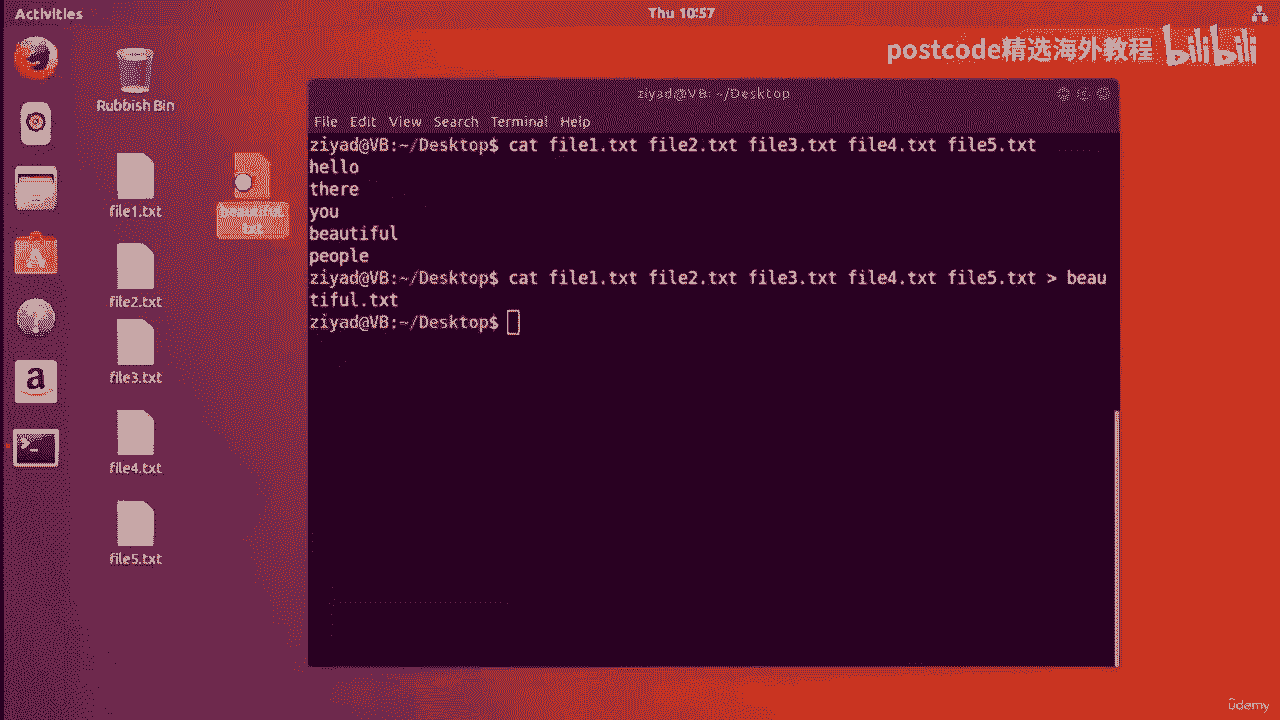 Activities
Thu 10:57
postcode精选海外教程 bilibili
Rubbish Bin
ziyad@VB: ~/Desktop
File Edit View Search Terminal Help
ziyad@VB:~/Desktop$ cat file1.txt file2.txt file3.txt file4.txt file5.txt
hello
there
you
beautiful
people
ziyad@VB:~/Desktop$ cat file1.txt file2.txt file3.txt file4.txt file5.txt > beau
tiful.txt
ziyad@VB:~/Desktop$
file1.txt
beautiful.
txt
file2.txt
file3.txt
file4.txt
file5.txt
a
>_
ûdemy